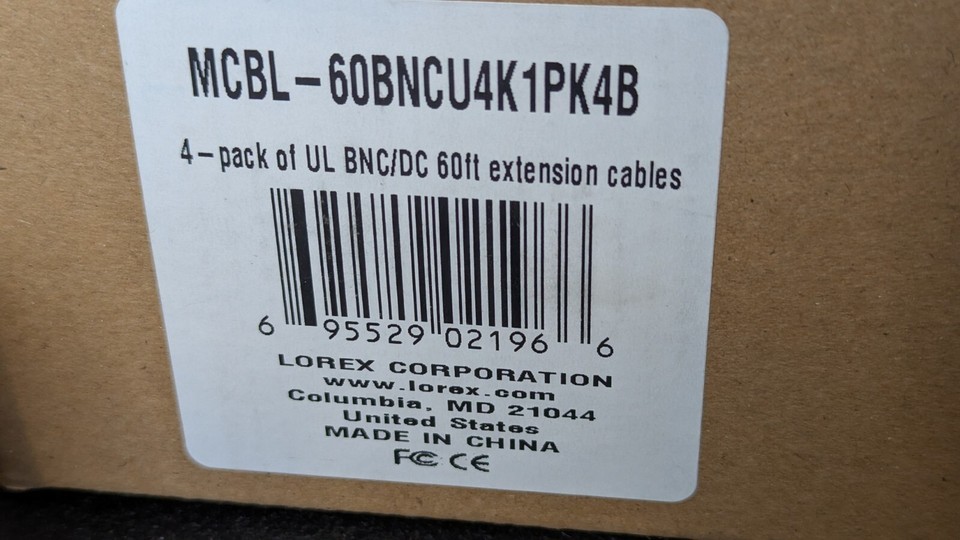 MCBL-60BNCU4K1PK4B
4-pack of UL BNC/DC 60ft extension cables
6 95529 02196 6
LOREX CORPORATION
www.lorex.com
Columbia, MD 21044
United States
MADE IN CHINA
FC CE